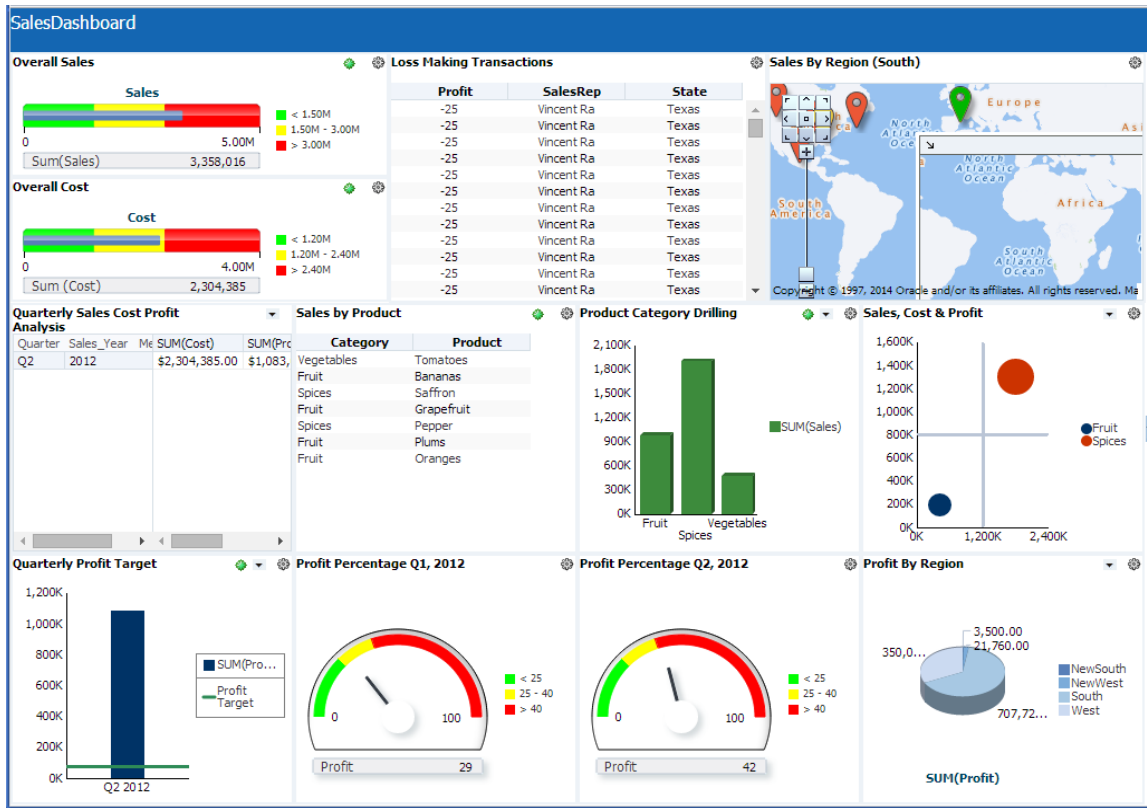 SalesDashboard
Overall Sales
Sales
0 5.00M
< 1.50M
1.50M - 3.00M
> 3.00M
Sum(Sales) 3,358,016
Overall Cost
Cost
0 4.00M
< 1.20M
1.20M - 2.40M
> 2.40M
Sum (Cost) 2,304,385
Loss Making Transactions
Profit SalesRep State
-25 Vincent Ra Texas
-25 Vincent Ra Texas
-25 Vincent Ra Texas
-25 Vincent Ra Texas
-25 Vincent Ra Texas
-25 Vincent Ra Texas
-25 Vincent Ra Texas
-25 Vincent Ra Texas
-25 Vincent Ra Texas
-25 Vincent Ra Texas
-25 Vincent Ra Texas
-25 Vincent Ra Texas
Sales By Region (South)
Europe
North
Asi
North
Atlantic
Ocean
Africa
South
America
South
Atlantic
Ocean
Copyright © 1997, 2014 Oracle and/or its affiliates. All rights reserved. Ma
Quarterly Sales Cost Profit
Analysis
Quarter Sales_Year Me SUM(Cost) SUM(Pro
Q2 2012 $2,304,385.00 $1,083,
Sales by Product
Category Product
Vegetables Tomatoes
Fruit Bananas
Spices Saffron
Fruit Grapefruit
Spices Pepper
Fruit Plums
Fruit Oranges
Product Category Drilling
2,100K
1,800K
1,500K
1,200K
900K
600K
300K
0K
Fruit
Spices
Vegetables
SUM(Sales)
Sales, Cost & Profit
1,600K
1,400K
1,200K
1,000K
800K
600K
400K
200K
0K
0K 1,200K 2,400K
Fruit
Spices
Quarterly Profit Target
1,200K
1,000K
800K
600K
400K
200K
0K
Q2 2012
SUM(Pro...
Profit
Target
Profit Percentage Q1, 2012
0 100
< 25
25 - 40
> 40
Profit 29
Profit Percentage Q2, 2012
0 100
< 25
25 - 40
> 40
Profit 42
Profit By Region
3,500.00
21,760.00
350,0...
707,72...
NewSouth
NewWest
South
West
SUM(Profit)